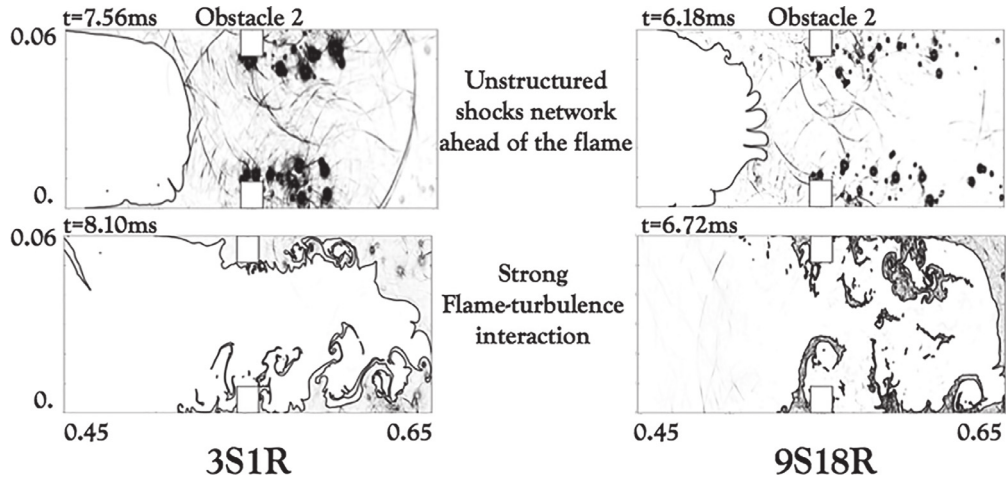 t=7.56ms Obstacle 2
t=6.18ms Obstacle 2
0.06
Unstructured
shocks network
ahead of the flame
0.
t=8.10ms
t=6.72ms
0.06
Strong
Flame-turbulence
interaction
0.
0.45 0.65
0.45 0.65
3S1R
9S18R